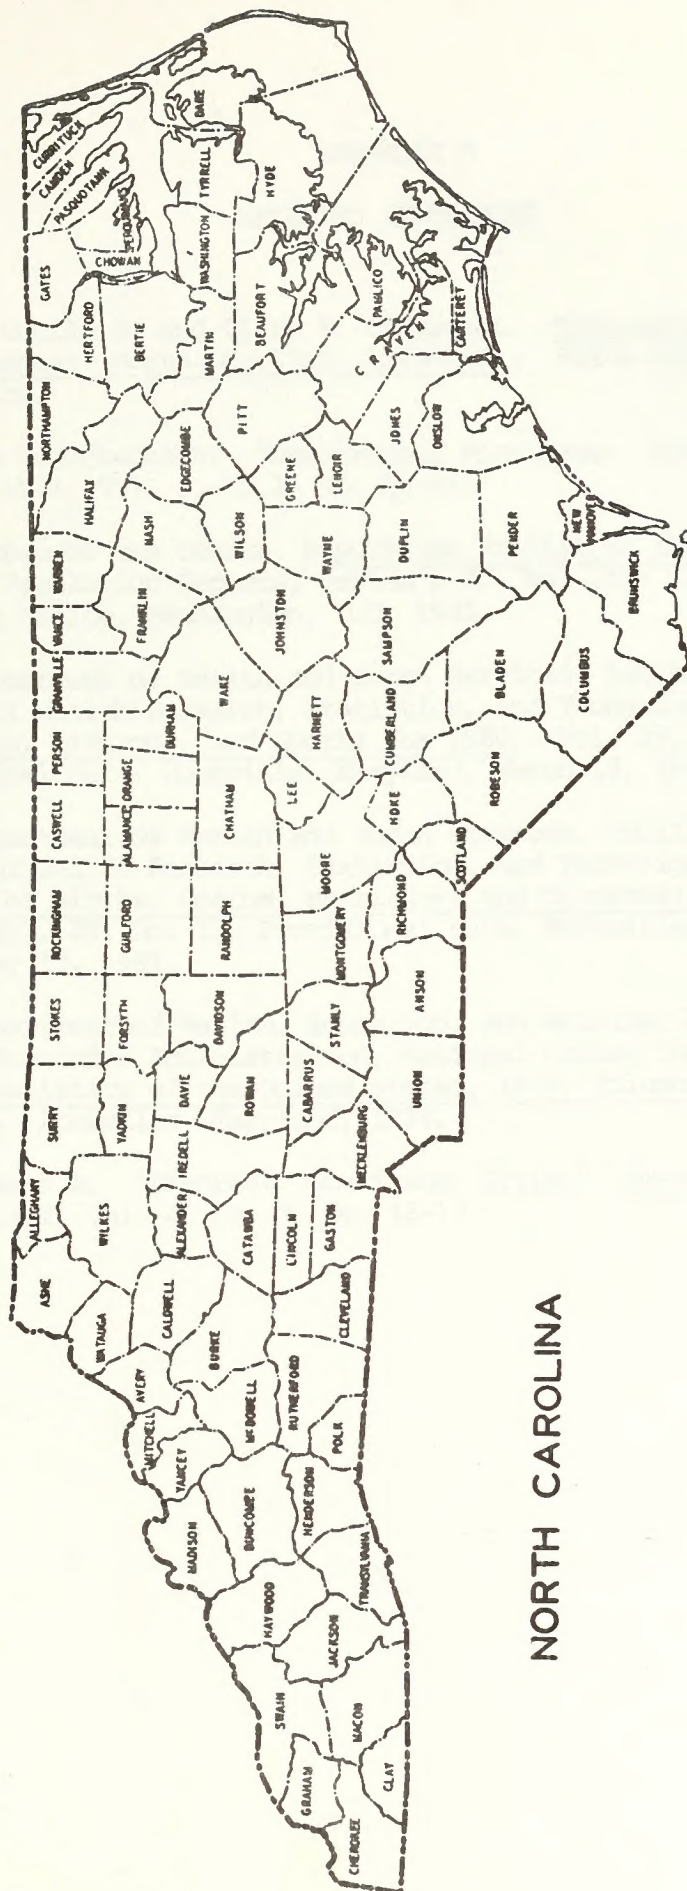 NORTH CAROLINA
CHEROKEE
GRAHAM
CLAY
SWAIN
MACON
JACKSON
HAYWOOD
TRANSYLVANIA
MADISON
BUNCOMBE
HENDERSON
YANCEY
MITCHELL
AVERY
MCDOWELL
RUTHERFORD
POLK
WATAUGA
ASHE
ALLEGHANY
WILKES
CALDWELL
BURKE
CLEVELAND
ALEXANDER
CATAWBA
LINCOLN
GASTON
SURRY
YADKIN
IREDELL
DAVIE
ROWAN
CABARRUS
MECKLENBURG
STOKES
FORSYTH
DAVIDSON
STANLY
UNION
ANSON
ROCKINGHAM
GUILFORD
RANDOLPH
MONTGOMERY
RICHMOND
CASWELL
ALAMANCE
ORANGE
CHATHAM
MOORE
LEE
HOKE
SCOTLAND
PERSON
DURHAM
GRANVILLE
VANCE
WARREN
FRANKLIN
WAKE
HARNETT
CUMBERLAND
ROBESON
JOHNSTON
SAMPSON
BLADEN
COLUMBUS
NORTHAMPTON
HALIFAX
NASH
WILSON
WAYNE
DUPLIN
PENDER
NEW HANOVER
BRUNSWICK
EDGECOMBE
PITT
GREENE
LENOIR
JONES
ONSLOW
GATES
HERTFORD
BERTIE
MARTIN
BEAUFORT
CRAVEN
PAMLICO
CARTERET
CURRITUCK
CAMDEN
PASQUOTANK
PERQUIMANS
CHOWAN
WASHINGTON
TYRRELL
DARE
HYDE